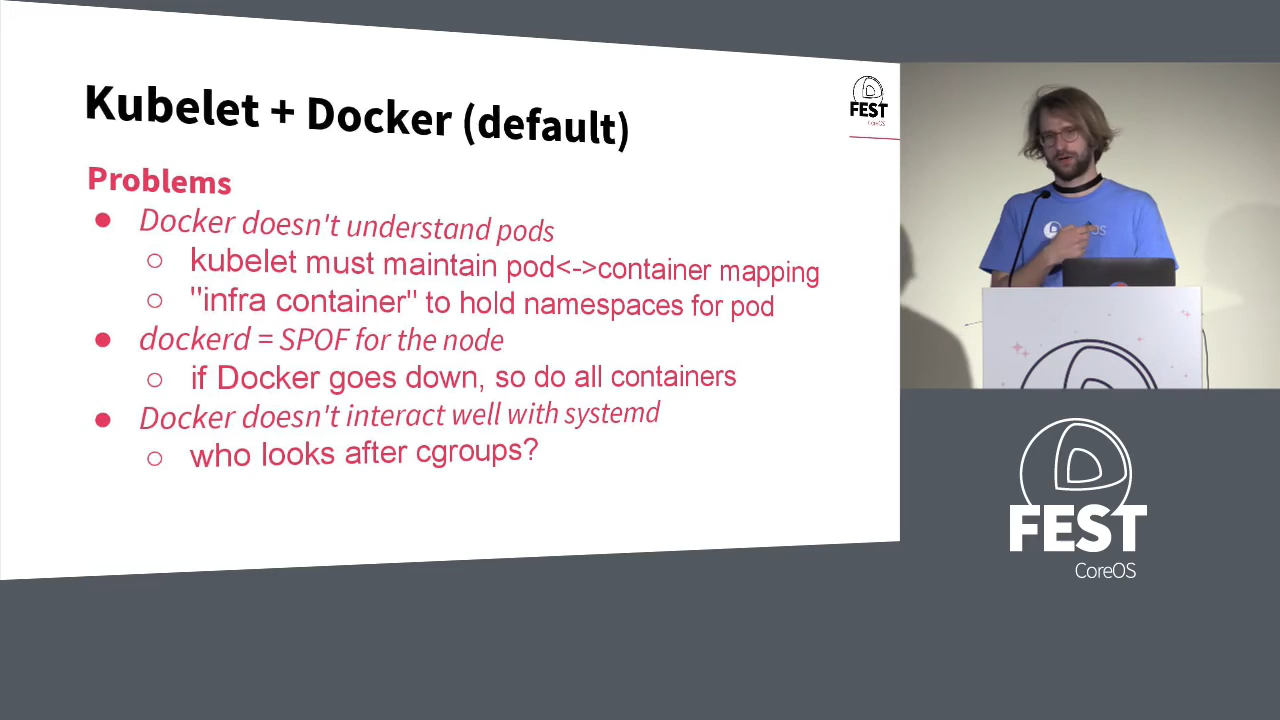 Kubelet + Docker (default)
FEST
CoreOS
Problems
● Docker doesn't understand pods
○ kubelet must maintain pod<->container mapping
○ "infra container" to hold namespaces for pod
● dockerd = SPOF for the node
○ if Docker goes down, so do all containers
● Docker doesn't interact well with systemd
○ who looks after cgroups?
OS
FEST
CoreOS